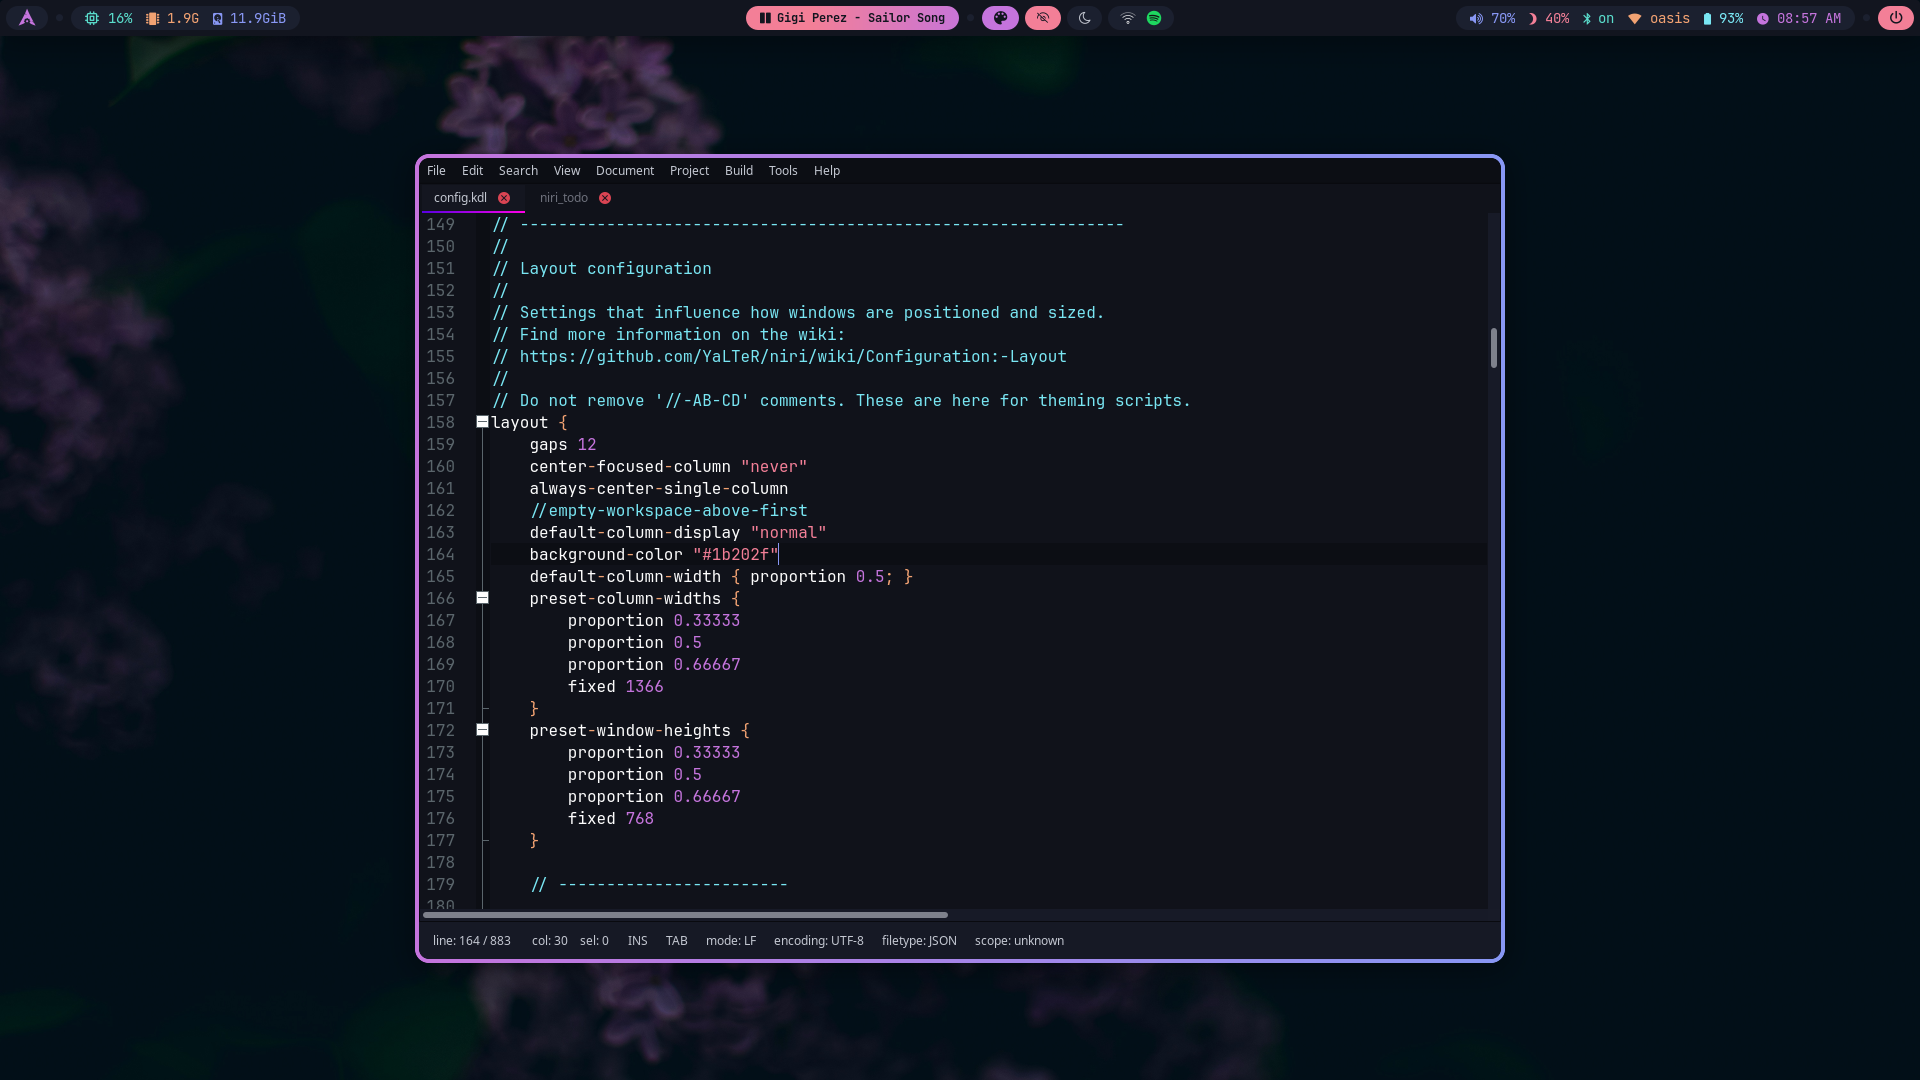 16% 1.9G 11.9GiB Gigi Perez - Sailor Song 70% 40% on oasis 93% 08:57 AM
File Edit Search View Document Project Build Tools Help
config.kdl niri_todo
149 // ---------------------------------------------------------------
150 //
151 // Layout configuration
152 //
153 // Settings that influence how windows are positioned and sized.
154 // Find more information on the wiki:
155 // https://github.com/YaLTeR/niri/wiki/Configuration:-Layout
156 //
157 // Do not remove '//-AB-CD' comments. These are here for theming scripts.
158 layout {
159     gaps 12
160     center-focused-column "never"
161     always-center-single-column
162     //empty-workspace-above-first
163     default-column-display "normal"
164     background-color "#1b202f"
165     default-column-width { proportion 0.5; }
166     preset-column-widths {
167         proportion 0.33333
168         proportion 0.5
169         proportion 0.66667
170         fixed 1366
171     }
172     preset-window-heights {
173         proportion 0.33333
174         proportion 0.5
175         proportion 0.66667
176         fixed 768
177     }
178
179     // ------------------------
180
line: 164 / 883 col: 30 sel: 0 INS TAB mode: LF encoding: UTF-8 filetype: JSON scope: unknown